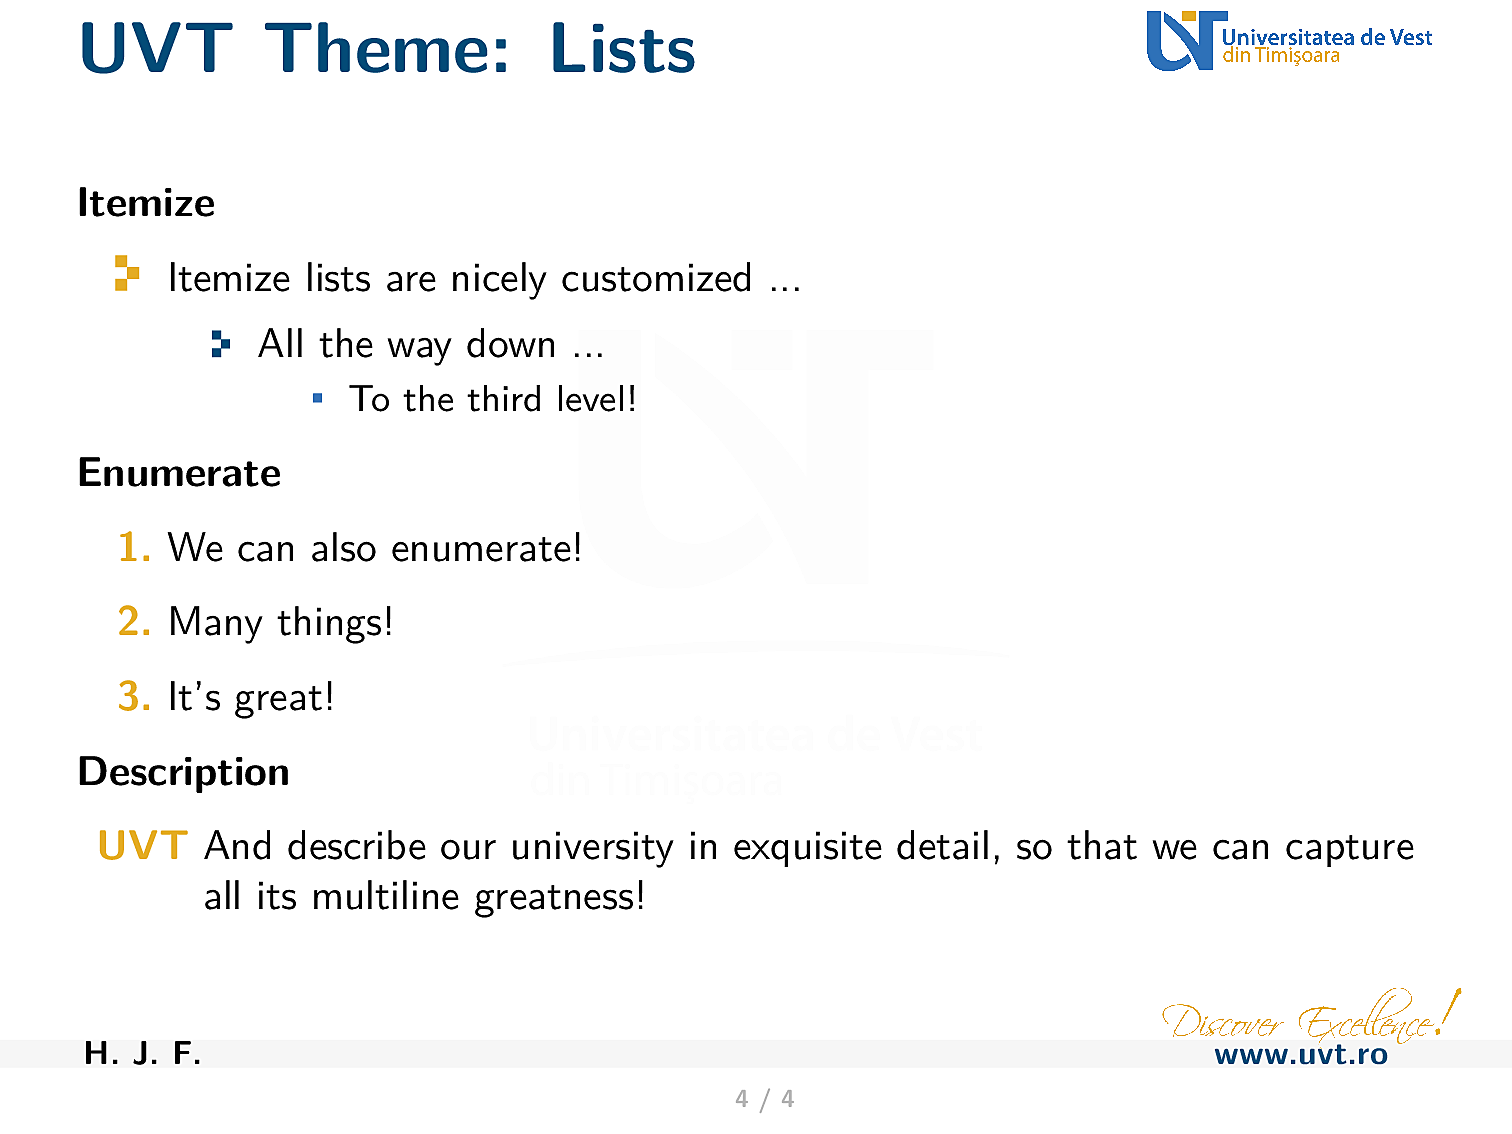 UVT Theme: Lists
Universitatea de Vest
din Timișoara
Itemize
Itemize lists are nicely customized ...
All the way down ...
To the third level!
Enumerate
1. We can also enumerate!
2. Many things!
3. It's great!
Universitatea de Vest
din Timișoara
Description
UVT And describe our university in exquisite detail, so that we can capture
all its multiline greatness!
Discover Excellence!
H. J. F.
www.uvt.ro
4 / 4